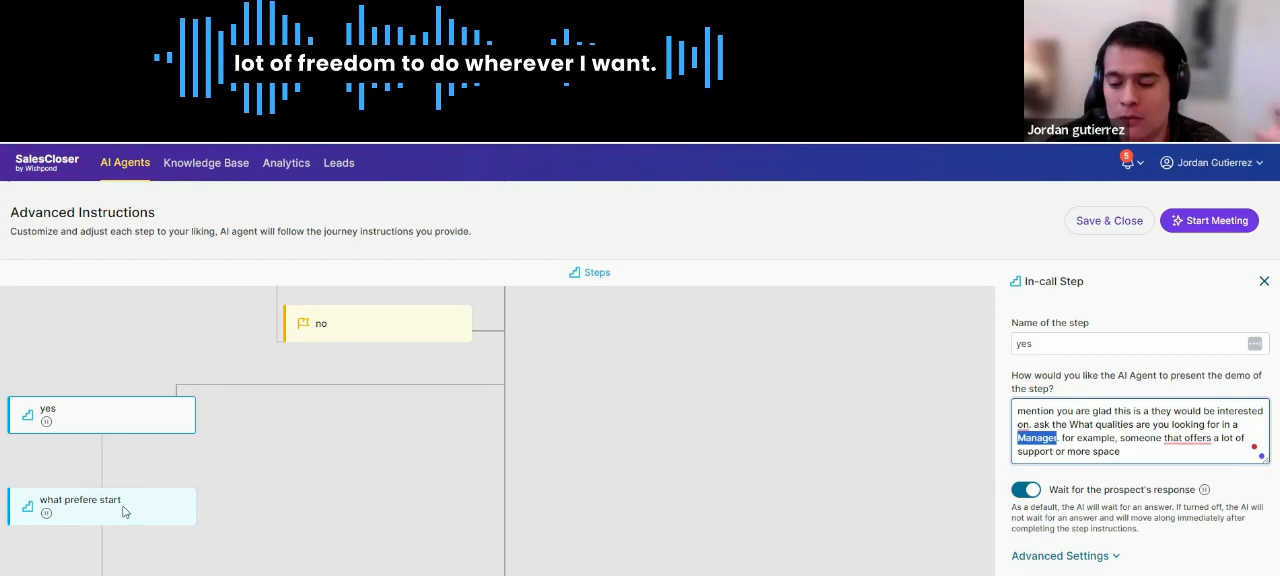 lot of freedom to do wherever I want.
Jordan gutierrez
SalesCloser
by Wishpond
AI Agents
Knowledge Base
Analytics
Leads
5
Jordan Gutierrez
Advanced Instructions
Customize and adjust each step to your liking, AI agent will follow the journey instructions you provide.
Save & Close
Start Meeting
Steps
In-call Step
no
Name of the step
yes
How would you like the AI Agent to present the demo of
the step?
mention you are glad this is a they would be interested
on. ask the What qualities are you looking for in a
Manager. for example, someone that offers a lot of
support or more space
yes
what prefere start
Wait for the prospect's response
As a default, the AI will wait for an answer. If turned off, the AI will
not wait for an answer and will move along immediately after
completing the step instructions.
Advanced Settings